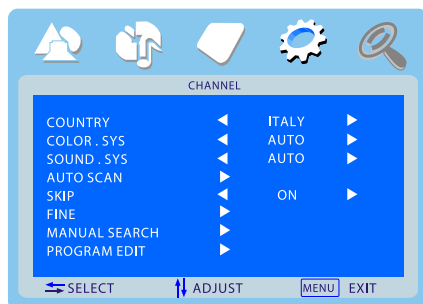 CHANNEL
COUNTRY ITALY
COLOR . SYS AUTO
SOUND . SYS AUTO
AUTO SCAN
SKIP ON
FINE
MANUAL SEARCH
PROGRAM EDIT
SELECT ADJUST MENU EXIT